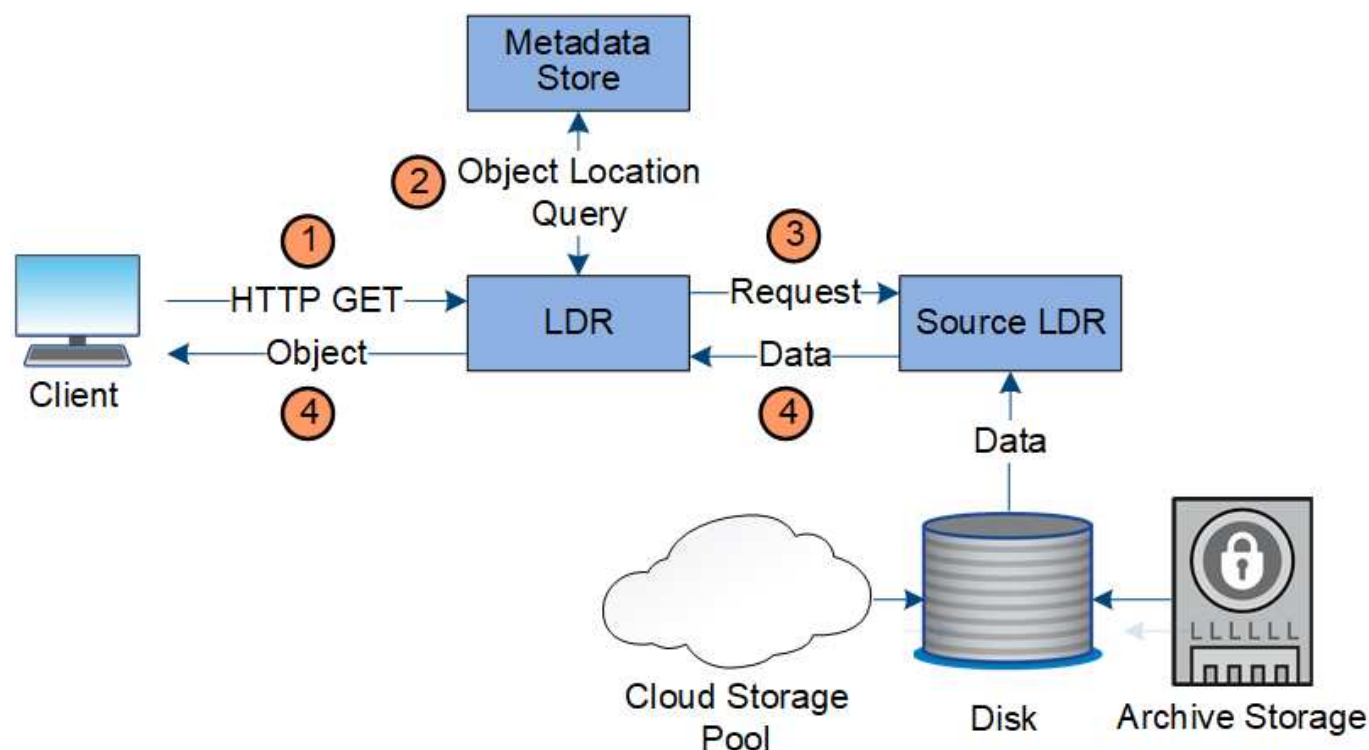 Metadata
Store
2
Object Location
Query
1
3
HTTP GET
LDR
Request
Source LDR
Object
Data
Client
4
4
Data
LLLLLL
Cloud Storage
Pool
Disk
Archive Storage